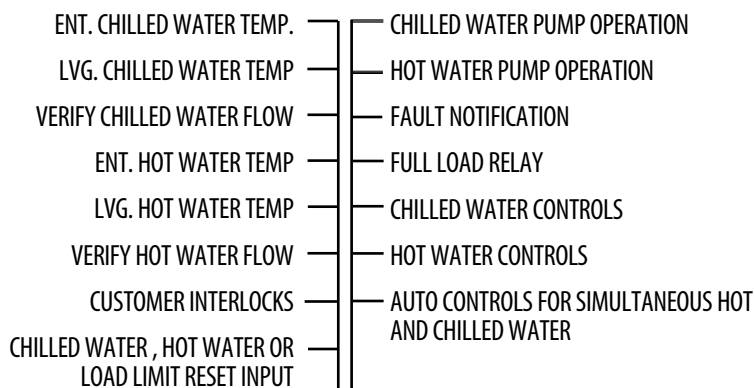 ENT. CHILLED WATER TEMP.
LVG. CHILLED WATER TEMP
VERIFY CHILLED WATER FLOW
ENT. HOT WATER TEMP
LVG. HOT WATER TEMP
VERIFY HOT WATER FLOW
CUSTOMER INTERLOCKS
CHILLED WATER , HOT WATER OR
LOAD LIMIT RESET INPUT
CHILLED WATER PUMP OPERATION
HOT WATER PUMP OPERATION
FAULT NOTIFICATION
FULL LOAD RELAY
CHILLED WATER CONTROLS
HOT WATER CONTROLS
AUTO CONTROLS FOR SIMULTANEOUS HOT
AND CHILLED WATER